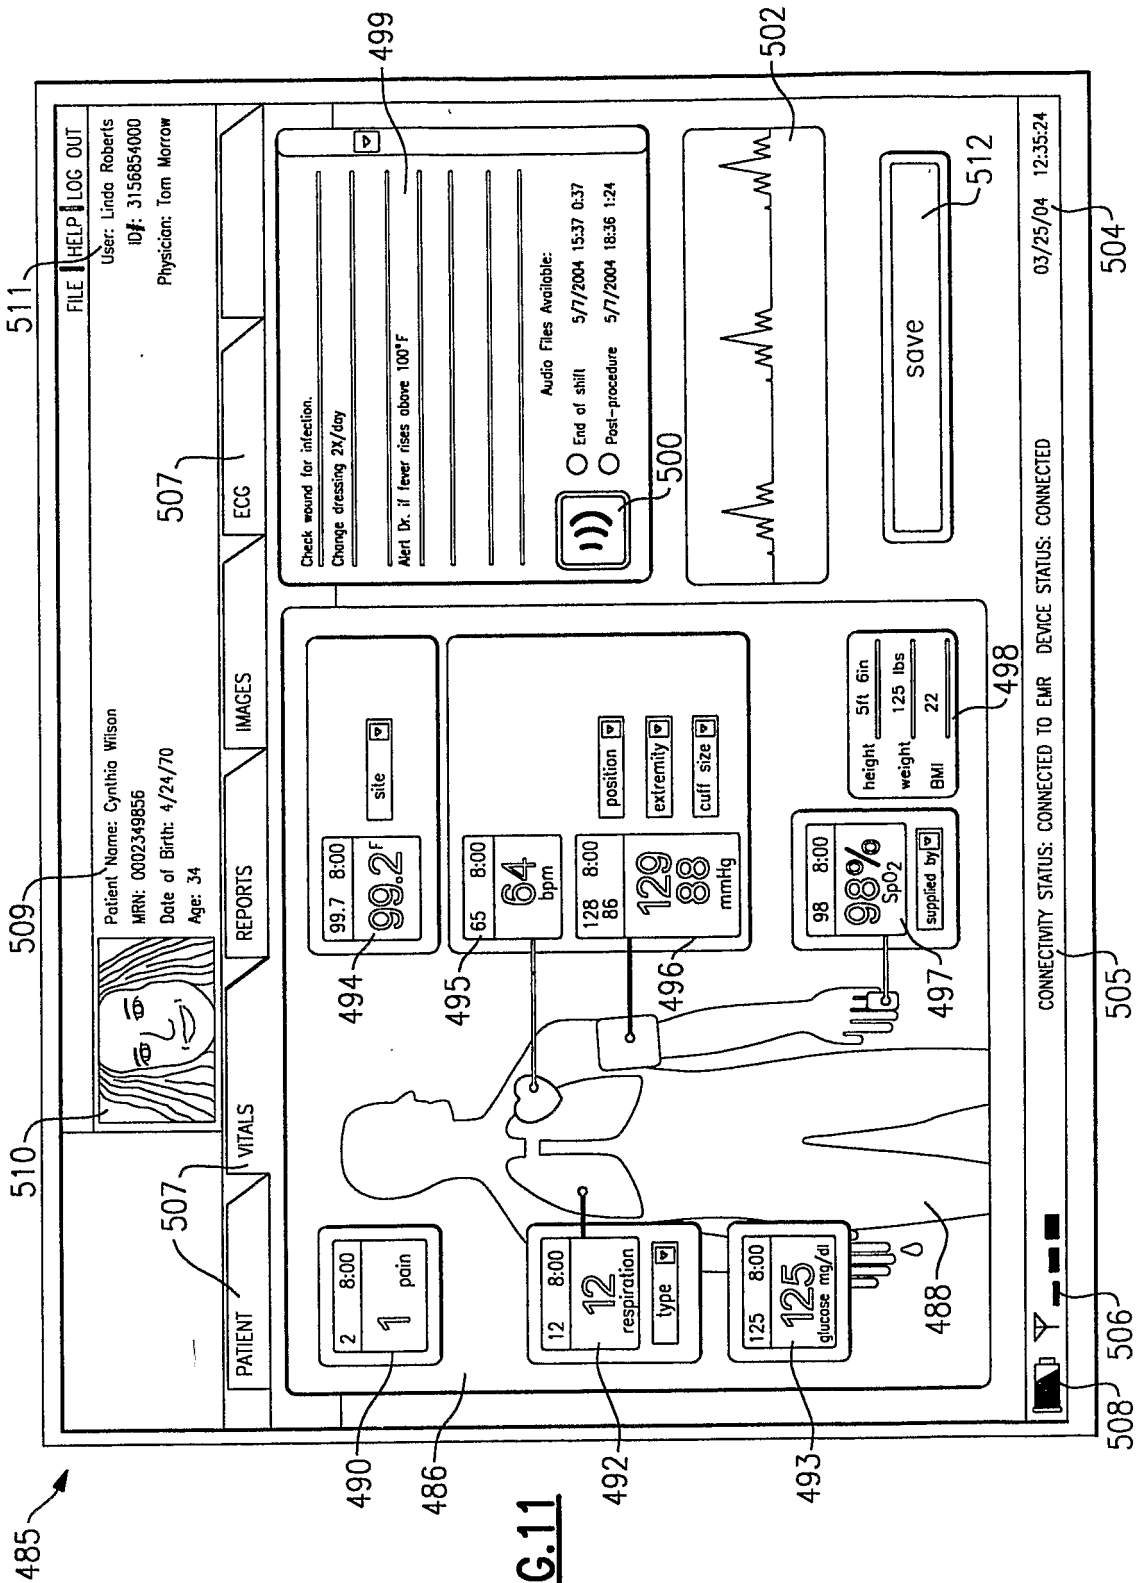 485
510
509
511
FILE | HELP | LOG OUT
Patient Name: Cynthia Wilson
MRN: 0002349856
Date of Birth: 4/24/70
Age: 34
User: Linda Roberts
ID#: 3156854000
Physician: Tom Morrow
507
507
PATIENT
VITALS
REPORTS
IMAGES
ECG
490
2 8:00
1
pain
486
492
12 8:00
12
respiration
type
493
125 8:00
125
glucose mg/dl
488
494
99.7 8:00
99.2F
site
495
65 8:00
64
bpm
496
128 8:00
86
129
88
mmHg
position
extremity
cuff size
497
98 8:00
98%
SpO2
supplied by
498
height 5ft 6in
weight 125 lbs
BMI 22
499
Check wound for infection.
Change dressing 2X/day
Alert Dr. if fever rises above 100°F
Audio Files Available:
End of shift 5/7/2004 15:37 0:37
Post-procedure 5/7/2004 18:36 1:24
500
502
save
512
CONNECTIVITY STATUS: CONNECTED TO EMR DEVICE STATUS: CONNECTED
03/25/04 12:35:24
508
506
505
504
G.11